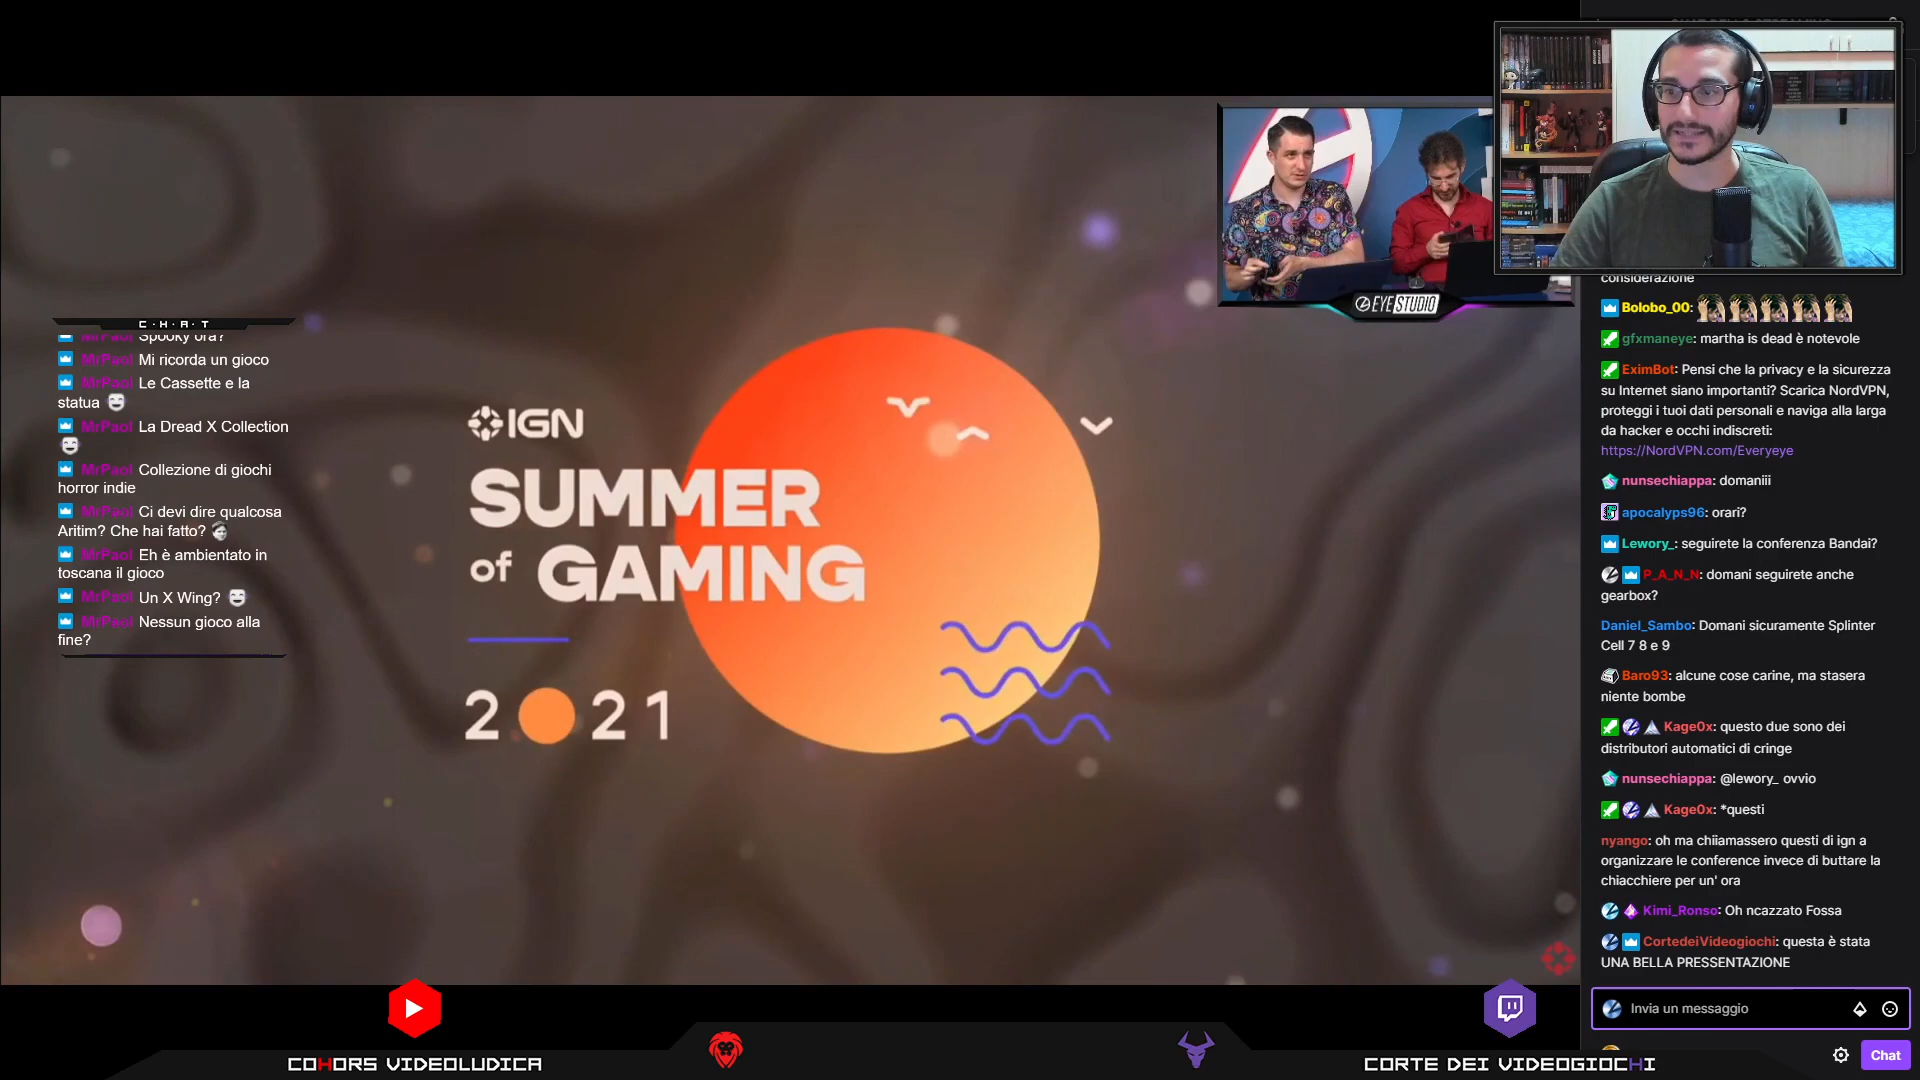 C·H·A·T
MrPaol Spooky ora?
MrPaol Mi ricorda un gioco
MrPaol Le Cassette e la
statua
MrPaol La Dread X Collection
MrPaol Collezione di giochi
horror indie
MrPaol Ci devi dire qualcosa
Aritim? Che hai fatto?
MrPaol Eh è ambientato in
toscana il gioco
MrPaol Un X Wing?
MrPaol Nessun gioco alla
fine?
IGN
SUMMER
of GAMING
2021
EYESTUDIO
considerazione
Bolobo_00:
gfxmaneye: martha is dead è notevole
EximBot: Pensi che la privacy e la sicurezza
su Internet siano importanti? Scarica NordVPN,
proteggi i tuoi dati personali e naviga alla larga
da hacker e occhi indiscreti:
https://NordVPN.com/Everyeye
nunsechiappa: domaniii
apocalyps96: orari?
Lewory_: seguirete la conferenza Bandai?
P_A_N_N: domani seguirete anche
gearbox?
Daniel_Sambo: Domani sicuramente Splinter
Cell 7 8 e 9
Baro93: alcune cose carine, ma stasera
niente bombe
Kage0x: questo due sono dei
distributori automatici di cringe
nunsechiappa: @lewory_ ovvio
Kage0x: *questi
nyango: oh ma chiiamassero questi di ign a
organizzare le conference invece di buttare la
chiacchiere per un' ora
Kimi_Ronso: Oh ncazzato Fossa
CortedeiVideogiochi: questa è stata
UNA BELLA PRESSENTAZIONE
Invia un messaggio
Chat
COHORS VIDEOLUDICA
CORTE DEI VIDEOGIOCHI